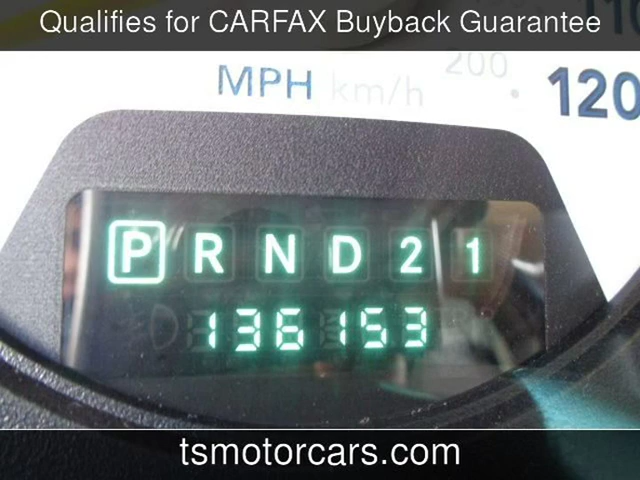 Qualifies for CARFAX Buyback Guarantee
MPH km/h 200 120
P R N D 2 1
136153
tsmotorcars.com